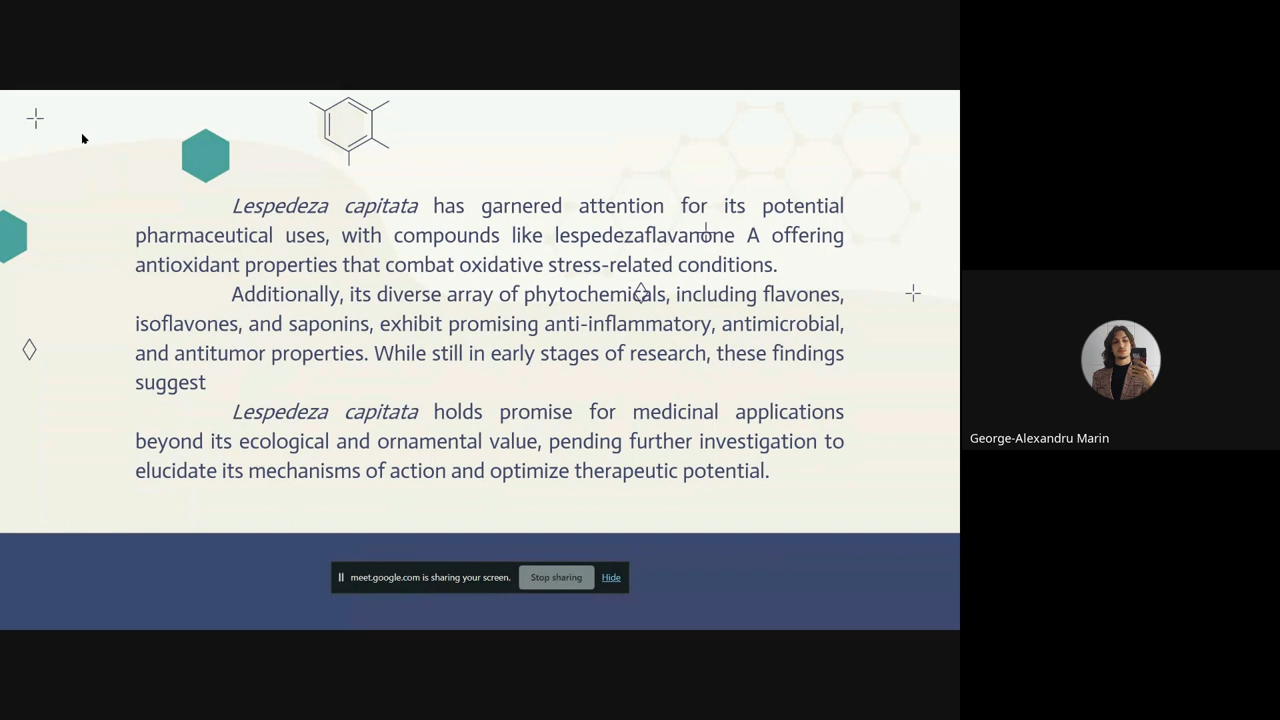 Lespedeza capitata has garnered attention for its potential
pharmaceutical uses, with compounds like lespedezaflavanone A offering
antioxidant properties that combat oxidative stress-related conditions.
Additionally, its diverse array of phytochemicals, including flavones,
isoflavones, and saponins, exhibit promising anti-inflammatory, antimicrobial,
and antitumor properties. While still in early stages of research, these findings
suggest
Lespedeza capitata holds promise for medicinal applications
beyond its ecological and ornamental value, pending further investigation to
elucidate its mechanisms of action and optimize therapeutic potential.
meet.google.com is sharing your screen. Stop sharing Hide
George-Alexandru Marin